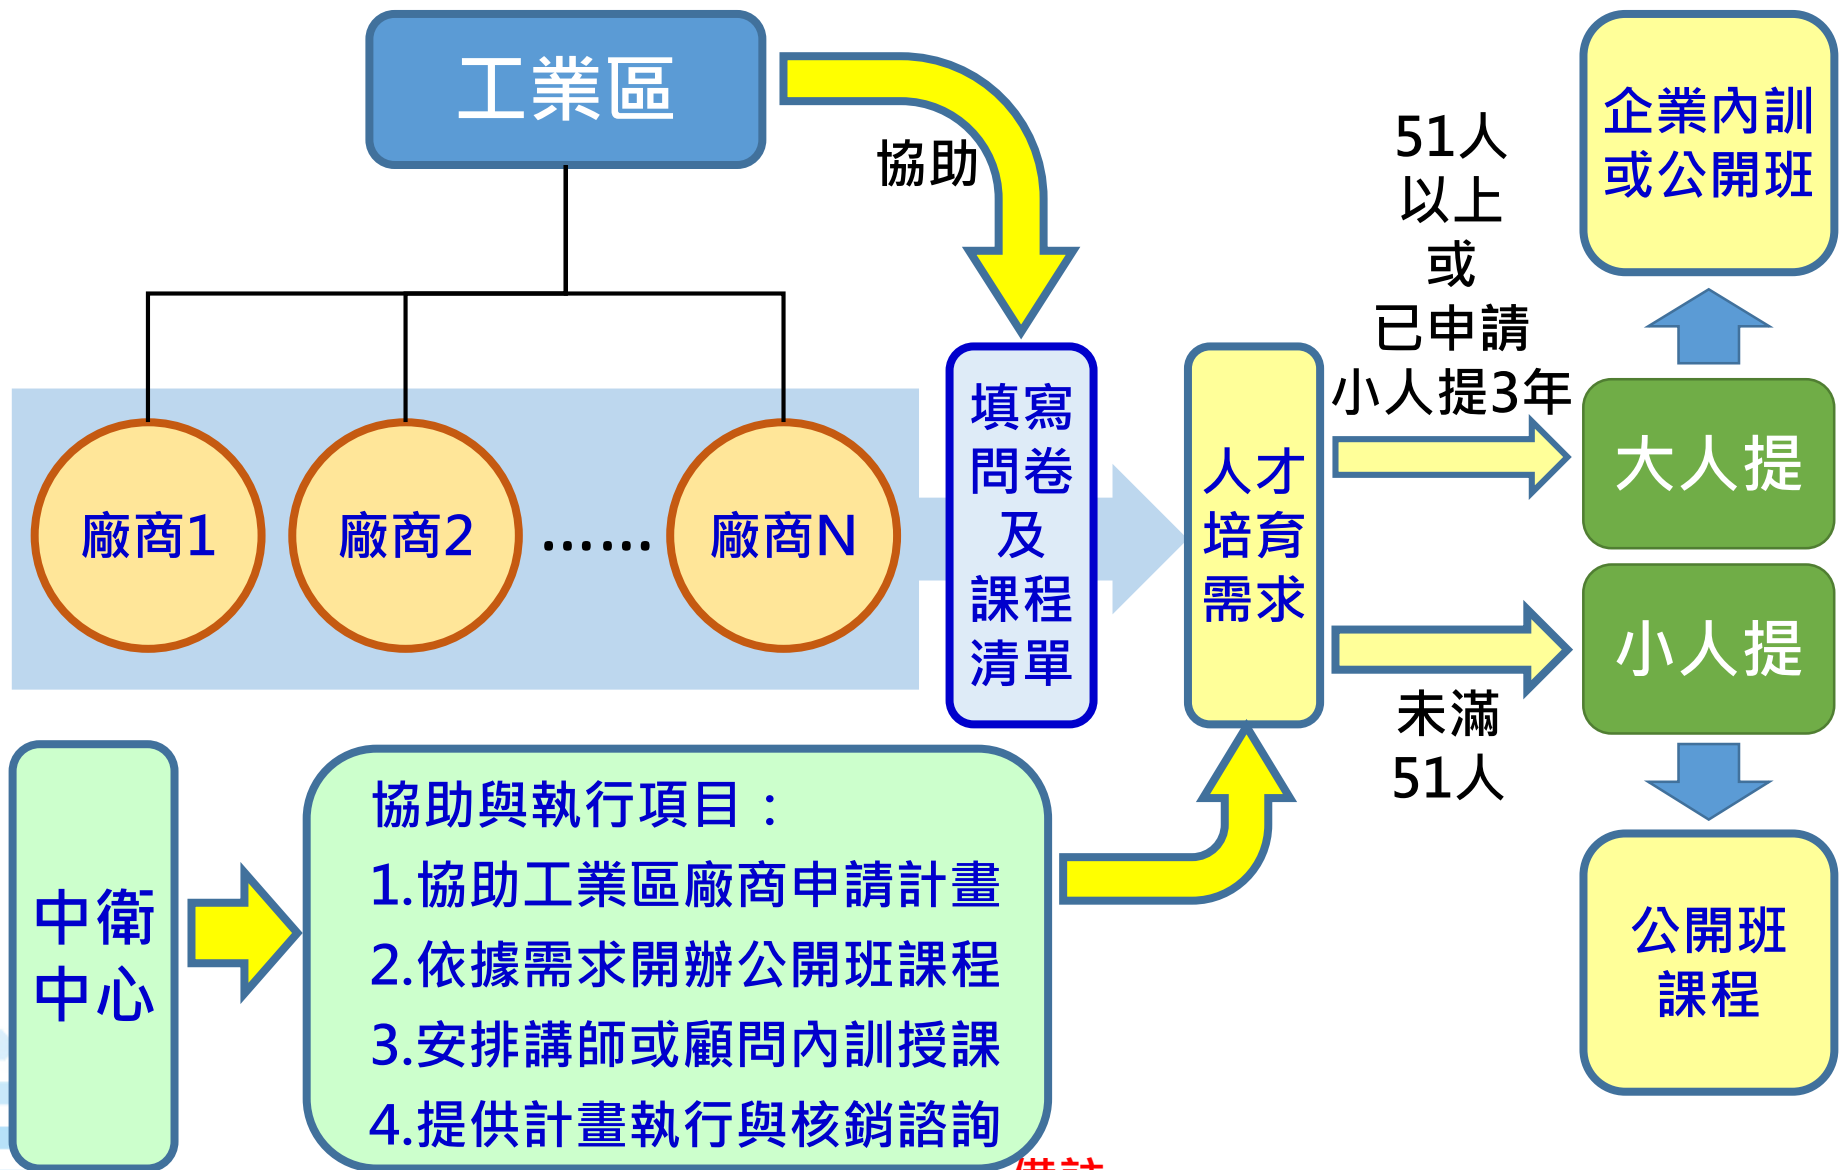 工業區
協助
廠商1
廠商2
……
廠商N
填寫
問卷
及
課程
清單
人才
培育
需求
51人
以上
或
已申請
小人提3年
大人提
企業內訓
或公開班
小人提
未滿
51人
公開班
課程
中衛
中心
協助與執行項目：
1.協助工業區廠商申請計畫
2.依據需求開辦公開班課程
3.安排講師或顧問內訓授課
4.提供計畫執行與核銷諮詢